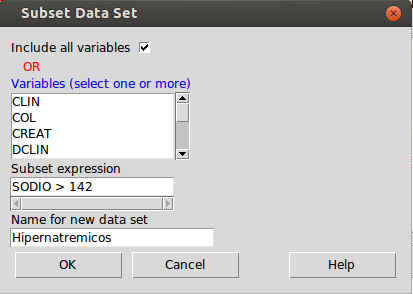 Subset Data Set
Include all variables
OR
Variables (select one or more)
CLIN
COL
CREAT
DCLIN
Subset expression
SODIO > 142
Name for new data set
Hipernatremicos
OK Cancel Help